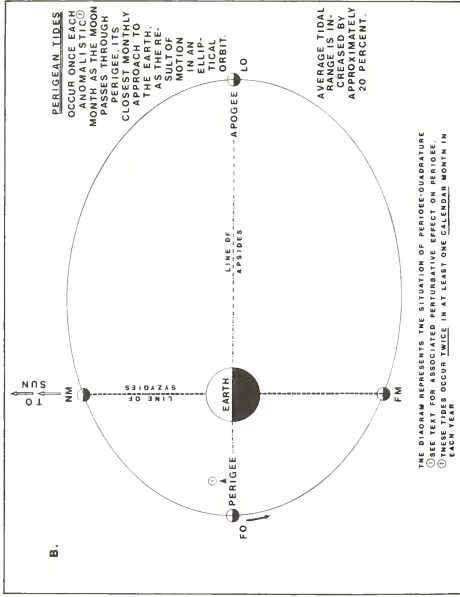 B.
PERIGEAN TIDES
OCCUR ONCE EACH
ANOMALISTIC②
MONTH AS THE MOON
PASSES THROUGH
PERIGEE, ITS
CLOSEST MONTHLY
APPROACH TO
THE EARTH,
AS THE RE-
SULT OF
MOTION
IN AN
ELLIP-
TICAL
ORBIT.
TO
SUN
NM
LINE OF
SYZYGIES
EARTH
①
PERIGEE
FQ
LINE OF
APSIDES
APOGEE
LQ
FM
AVERAGE TIDAL
RANGE IS IN-
CREASED BY
APPROXIMATELY
20 PERCENT.
THE DIAGRAM REPRESENTS THE SITUATION OF PERIGEE-QUADRATURE
① SEE TEXT FOR ASSOCIATED PERTURBATIVE EFFECT ON PERIGEE.
② THESE TIDES OCCUR TWICE IN AT LEAST ONE CALENDAR MONTH IN
EACH YEAR.